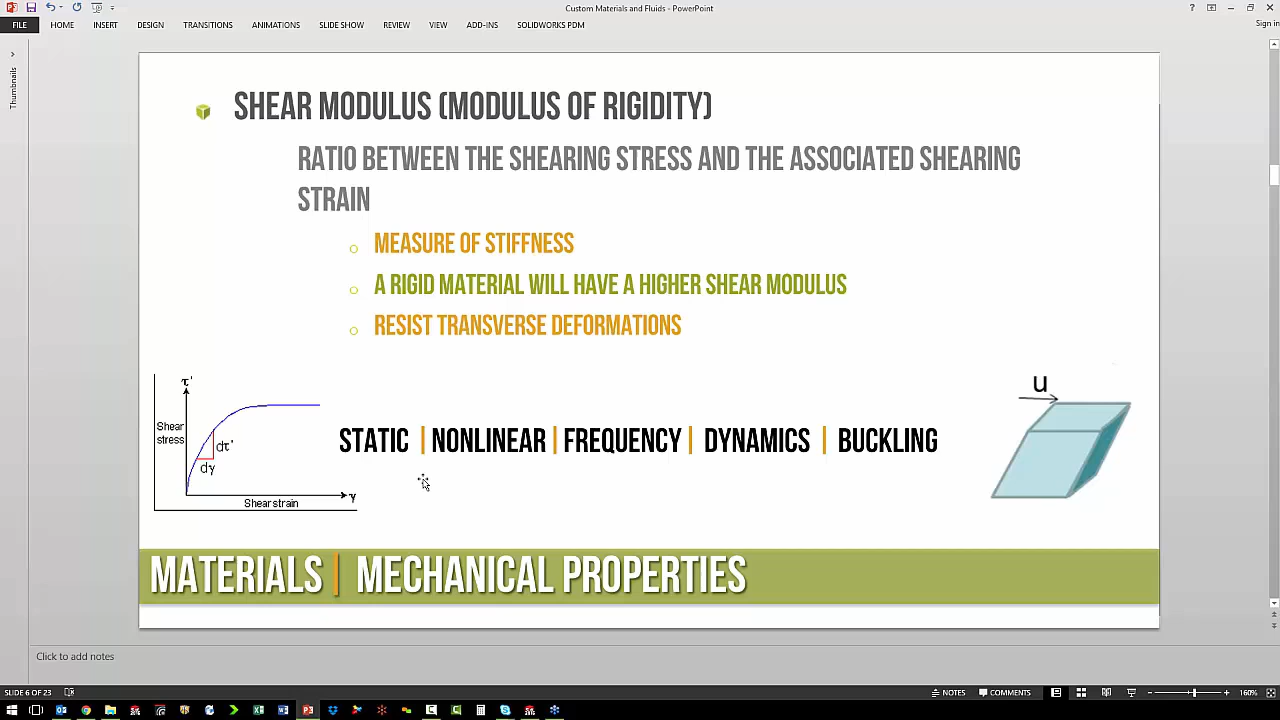 Custom Materials and Fluids - PowerPoint
?
FILE HOME INSERT DESIGN TRANSITIONS ANIMATIONS SLIDE SHOW REVIEW VIEW ADD-INS SOLIDWORKS PDM
Sign in
Thumbnails
SHEAR MODULUS (MODULUS OF RIGIDITY)
RATIO BETWEEN THE SHEARING STRESS AND THE ASSOCIATED SHEARING
STRAIN
MEASURE OF STIFFNESS
A RIGID MATERIAL WILL HAVE A HIGHER SHEAR MODULUS
RESIST TRANSVERSE DEFORMATIONS
τ'
Shear
stress
dτ'
dγ
γ
Shear strain
STATIC | NONLINEAR | FREQUENCY | DYNAMICS | BUCKLING
u
MATERIALS | MECHANICAL PROPERTIES
Click to add notes
SLIDE 6 OF 23
NOTES COMMENTS 160%